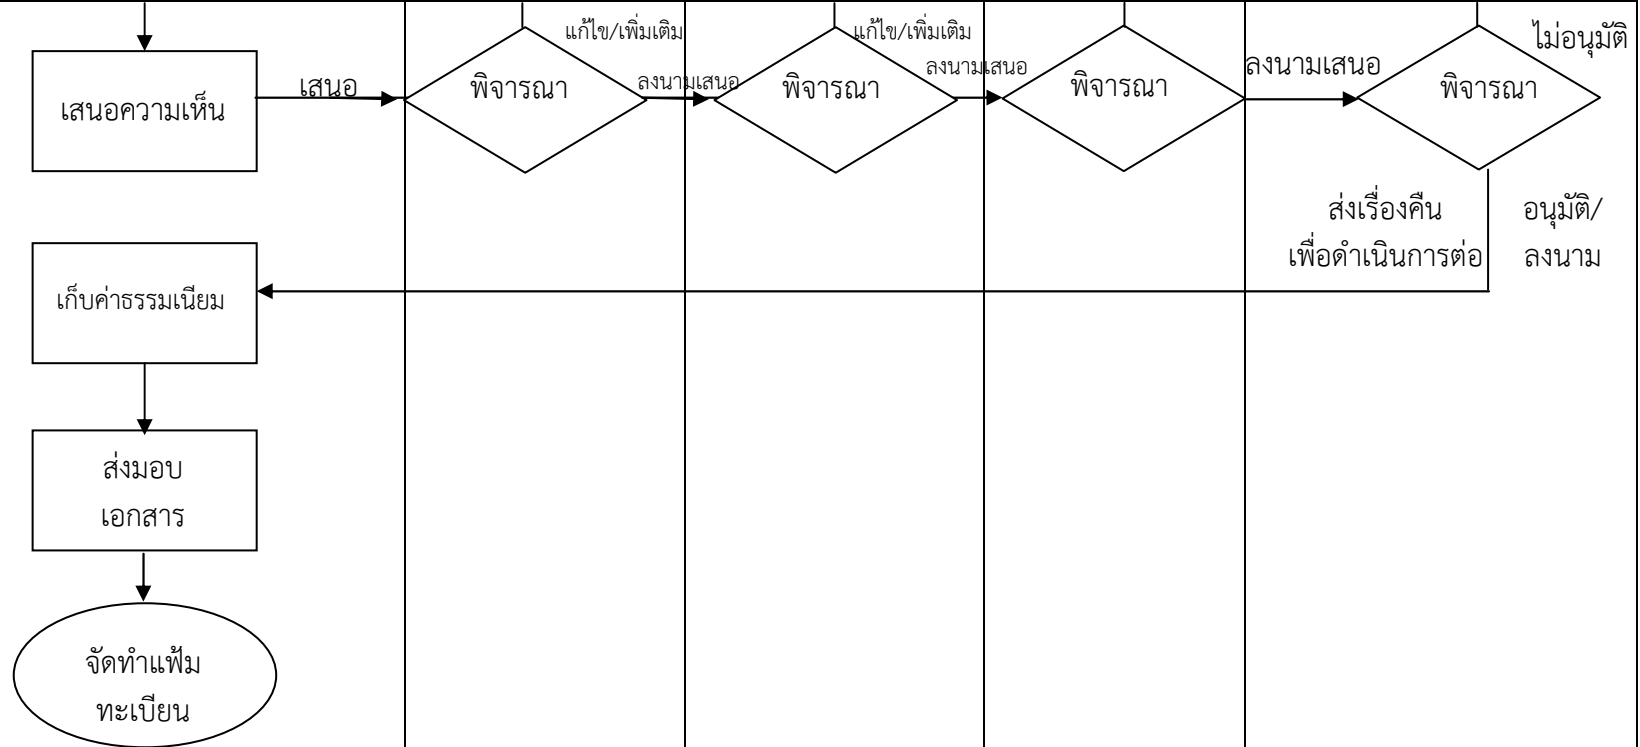 แก้ไข/เพิ่มเติม
แก้ไข/เพิ่มเติม
ไม่อนุมัติ
เสนอความเห็น
เสนอ
พิจารณา
ลงนามเสนอ
พิจารณา
ลงนามเสนอ
พิจารณา
ลงนามเสนอ
พิจารณา
ส่งเรื่องคืน
เพื่อดำเนินการต่อ
อนุมัติ/
ลงนาม
เก็บค่าธรรมเนียม
ส่งมอบ
เอกสาร
จัดทำแฟ้ม
ทะเบียน